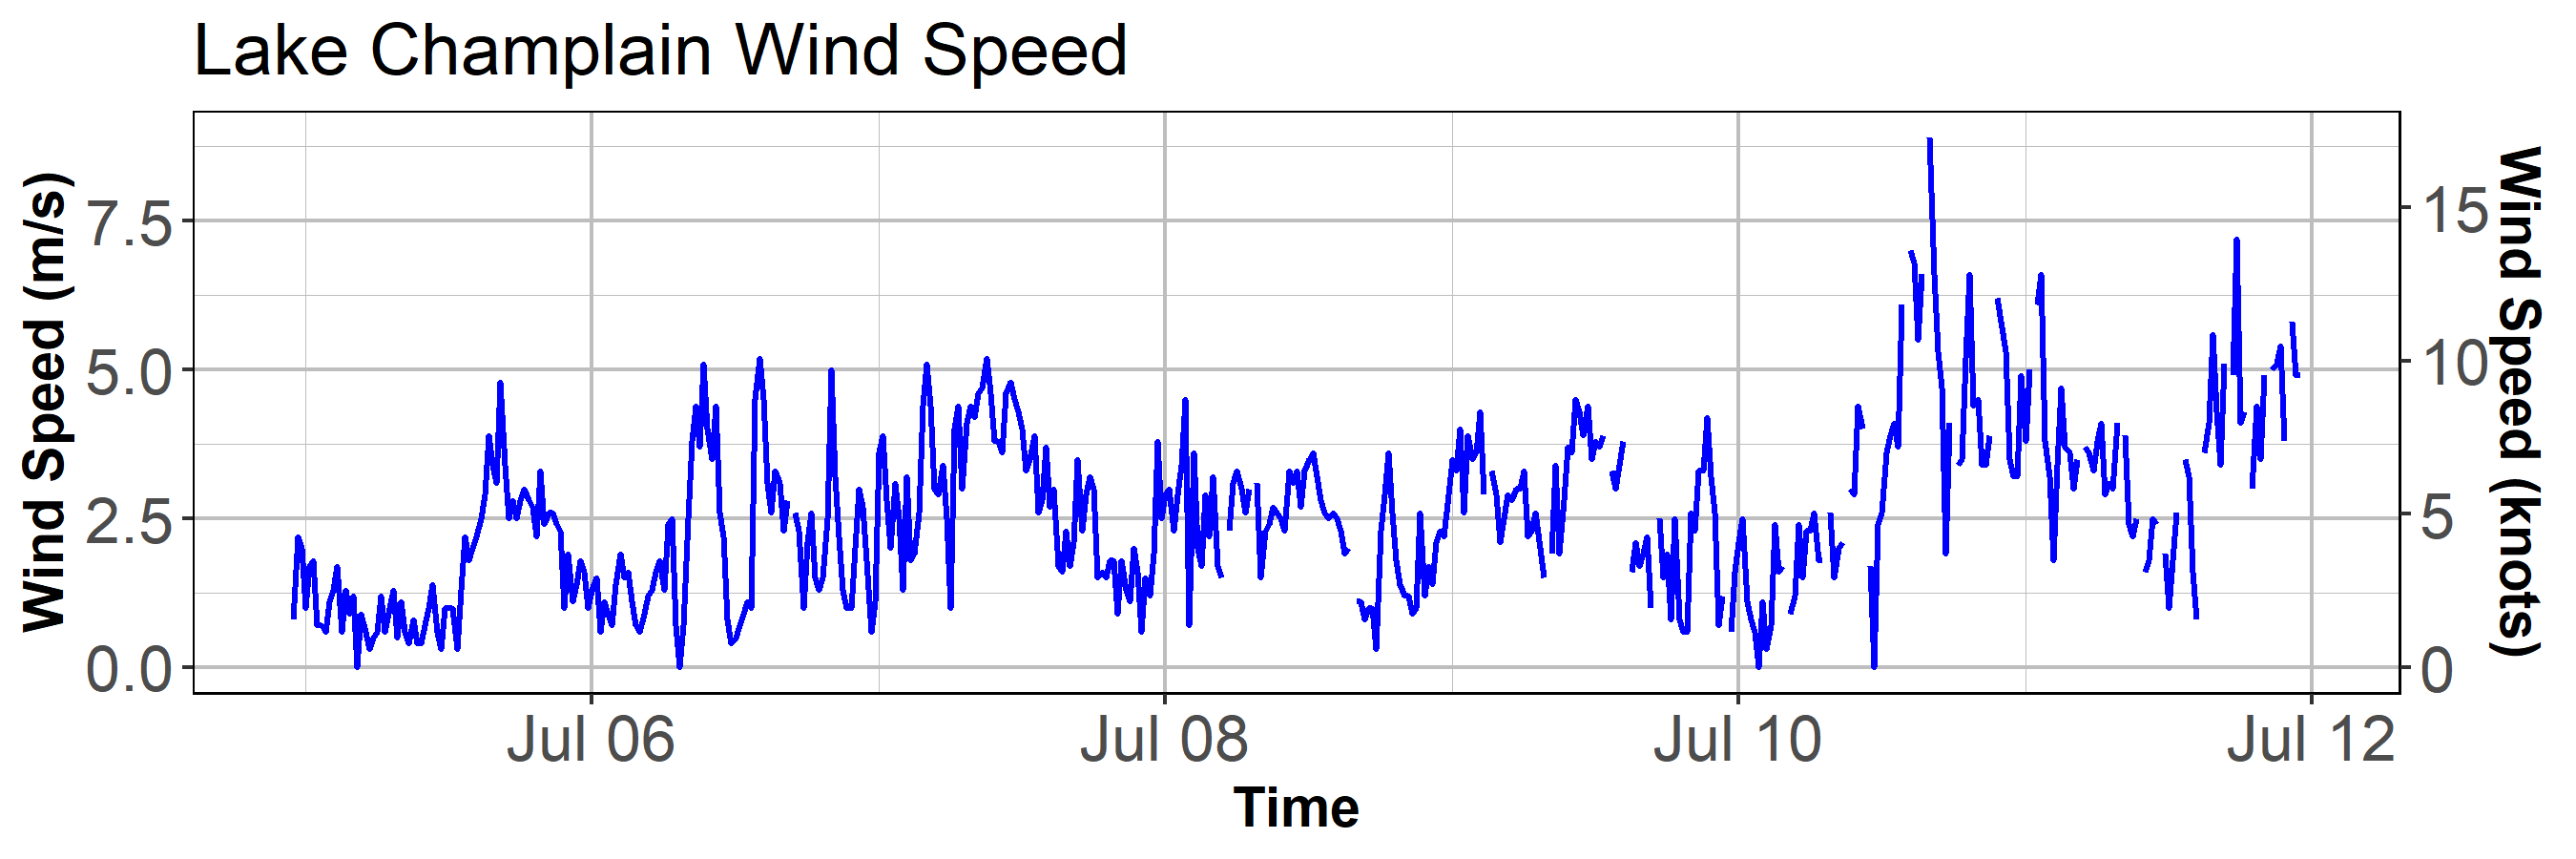 Lake Champlain Wind Speed
Wind Speed (m/s)
7.5
5.0
2.5
0.0
15
10
5
0
Wind Speed (knots)
Jul 06
Jul 08
Jul 10
Jul 12
Time